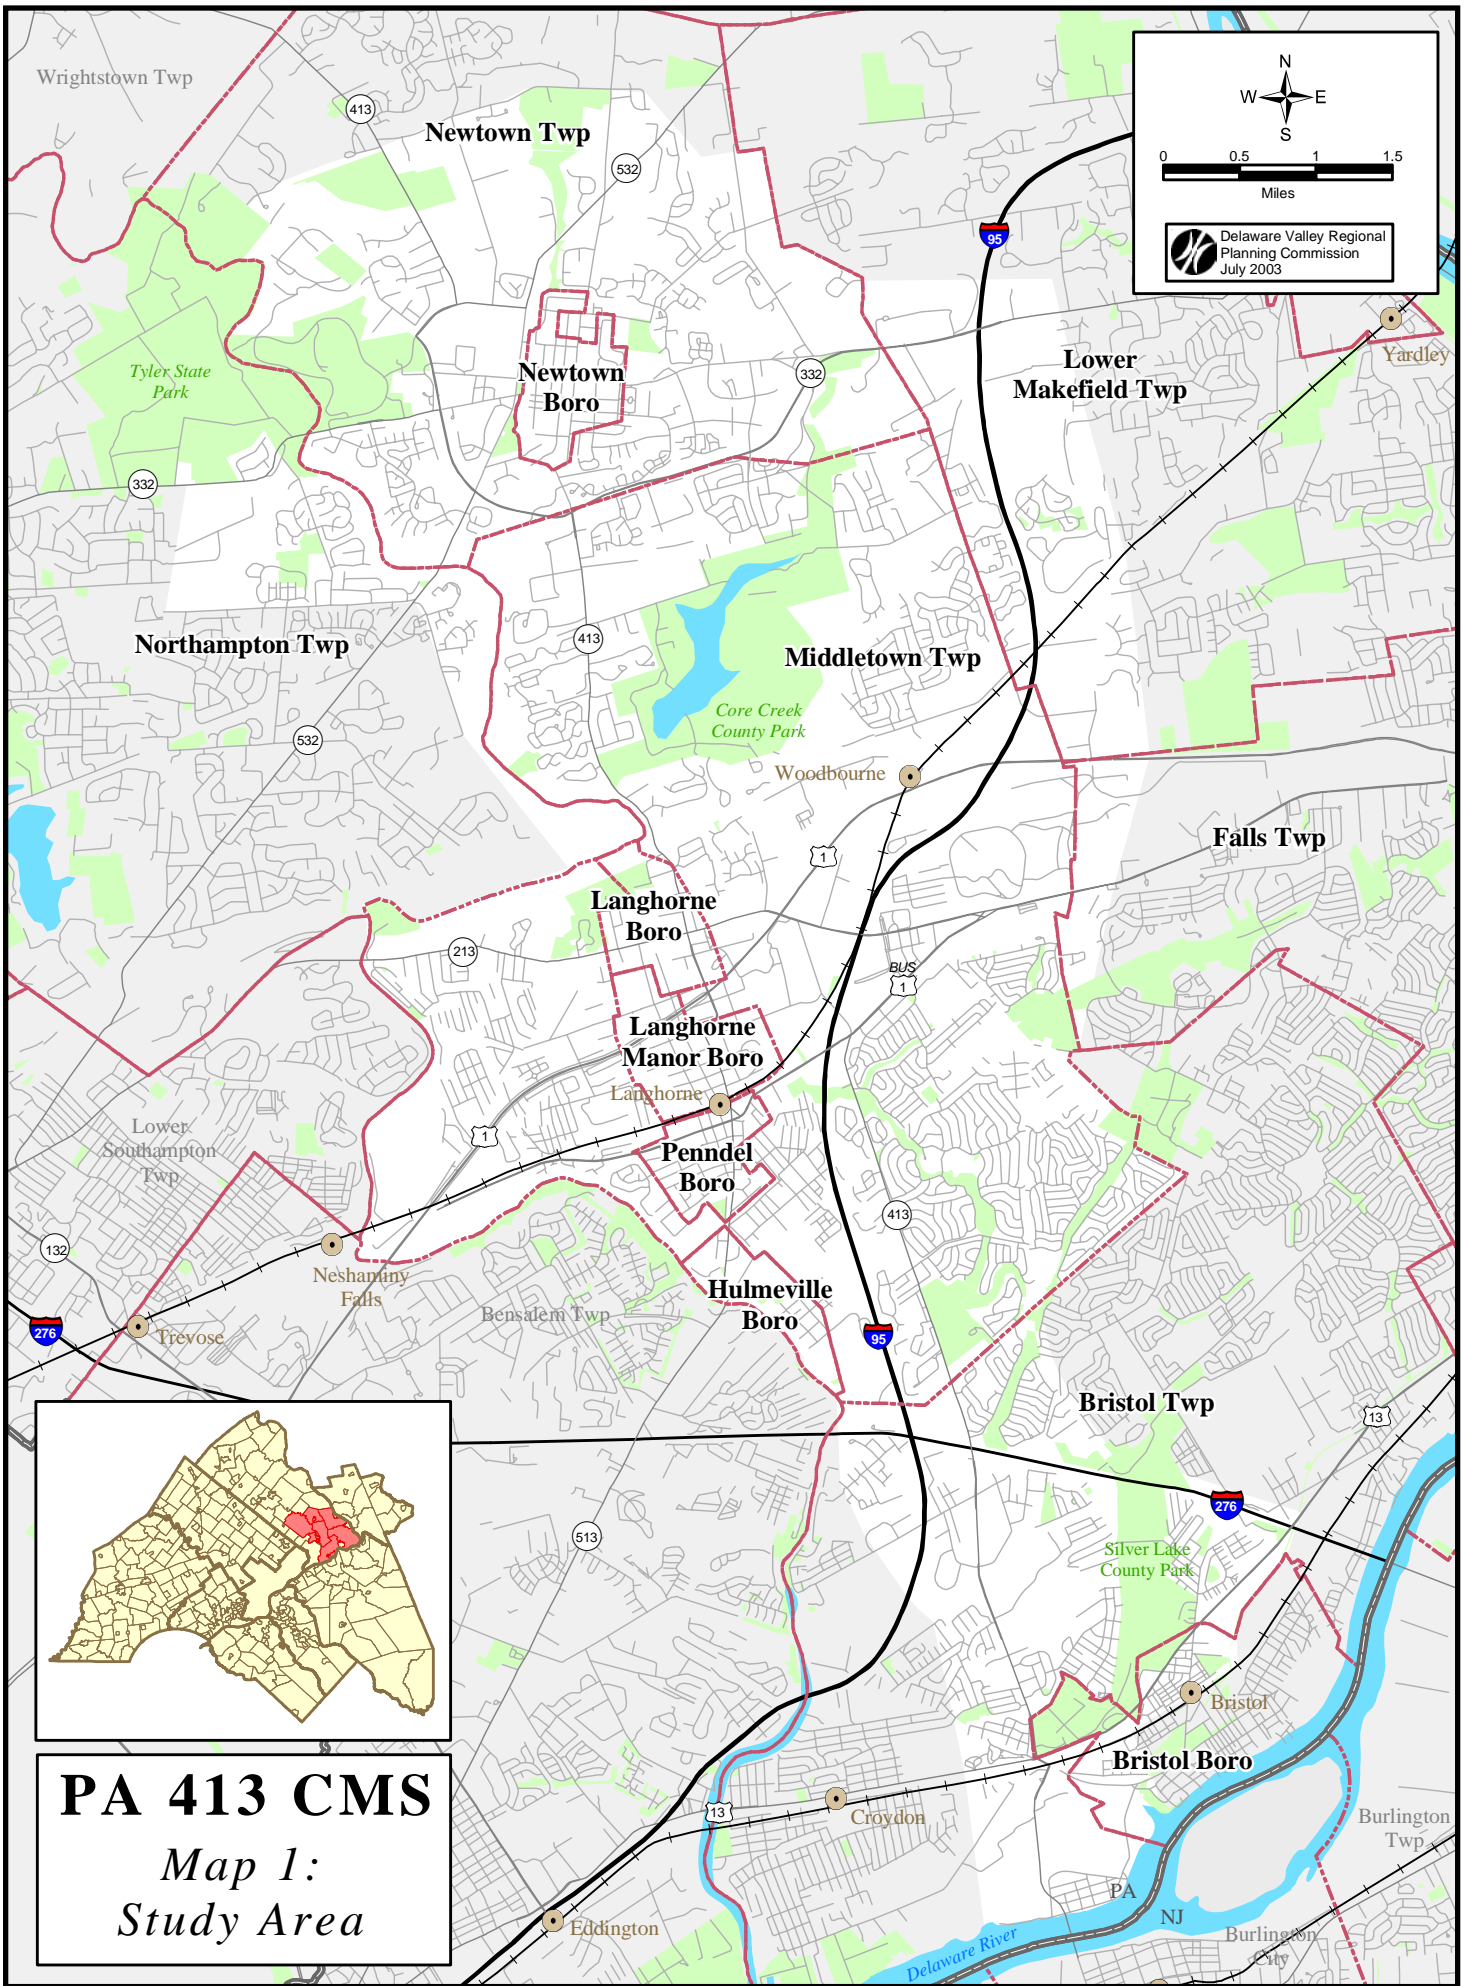 Wrightstown Twp
413
Newtown Twp
532
N
W E
S
0 0.5 1 1.5
Miles
Delaware Valley Regional
Planning Commission
July 2003
95
Yardley
Tyler State
Park
Newtown
Boro
332
Lower
Makefield Twp
332
Northampton Twp
413
Middletown Twp
Core Creek
County Park
532
Woodbourne
1
Falls Twp
Langhorne
Boro
213
BUS
1
Langhorne
Manor Boro
Langhorne
1
Lower
Southampton
Twp
Penndel
Boro
413
132
Neshaminy
Falls
Hulmeville
Boro
Bensalem Twp
276
Trevose
95
Bristol Twp
13
276
513
Silver Lake
County Park
Bristol
Bristol Boro
PA 413 CMS
Map 1:
Study Area
13
Croydon
Burlington
Twp
PA
NJ
Eddington
Delaware River
Burlington
City